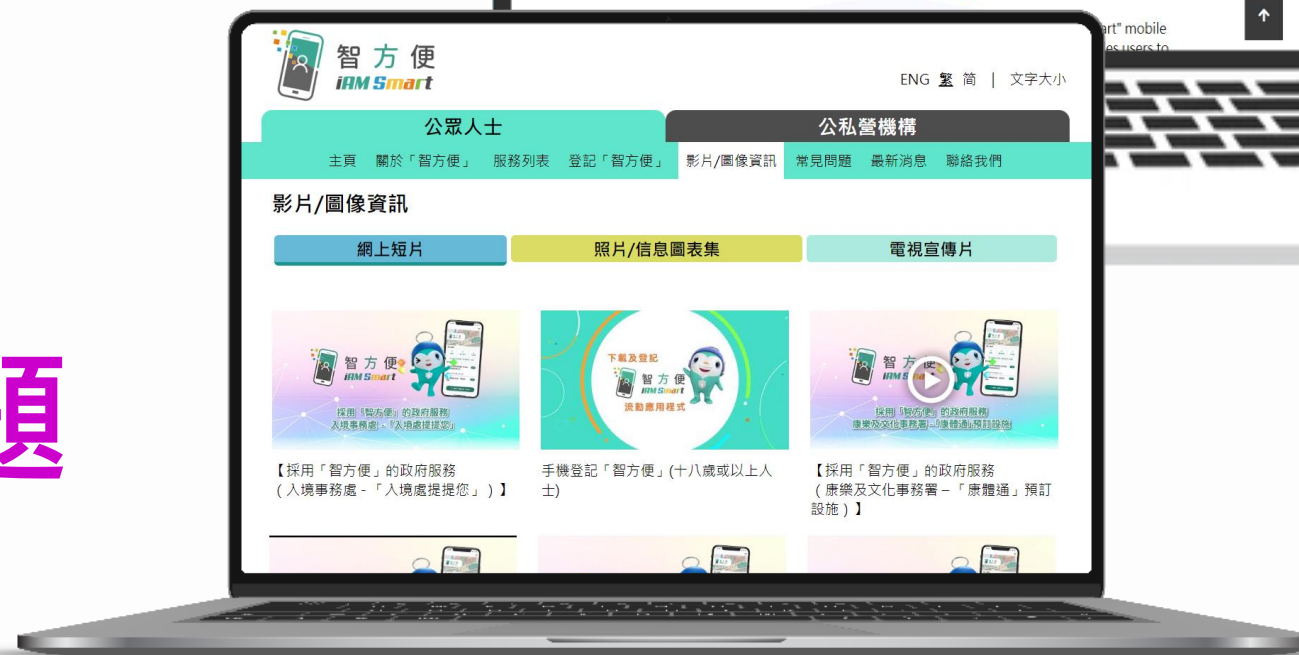 art" mobile
es users to
智方便
iAM Smart
ENG 繁 简 | 文字大小
公眾人士
公私營機構
主頁 關於「智方便」 服務列表 登記「智方便」 影片/圖像資訊 常見問題 最新消息 聯絡我們
影片/圖像資訊
網上短片
照片/信息圖表集
電視宣傳片
智方便
iAM Smart
採用「智方便」的政府服務
入境事務處 - 「入境處提提您」
下載及登記
智方便
iAM Smart
流動應用程式
智方便
採用「智方便」的政府服務
康樂及文化事務署 –「康體通」預訂設施
【採用「智方便」的政府服務
(入境事務處 - 「入境處提提您」)】
手機登記「智方便」(十八歲或以上人
士)
【採用「智方便」的政府服務
(康樂及文化事務署 – 「康體通」預訂
設施)】